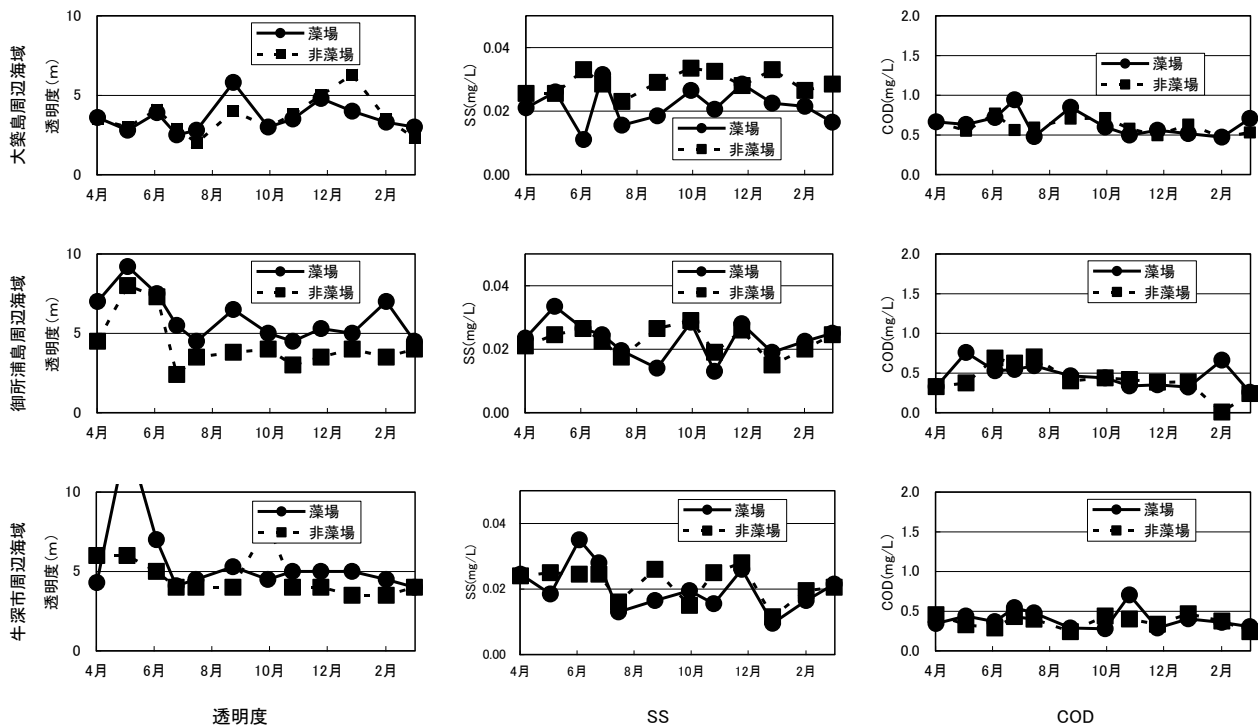 大築島周辺海域
透明度(m)
10
5
0
4月 6月 8月 10月 12月 2月
藻場
非藻場
SS(mg/L)
0.04
0.02
0.00
4月 6月 8月 10月 12月 2月
藻場
非藻場
COD(mg/L)
2.0
1.5
1.0
0.5
0.0
4月 6月 8月 10月 12月 2月
藻場
非藻場
御所浦島周辺海域
透明度(m)
10
5
0
4月 6月 8月 10月 12月 2月
藻場
非藻場
SS(mg/L)
0.04
0.02
0.00
4月 6月 8月 10月 12月 2月
藻場
非藻場
COD(mg/L)
2.0
1.5
1.0
0.5
0.0
4月 6月 8月 10月 12月 2月
藻場
非藻場
牛深市周辺海域
透明度(m)
10
5
0
4月 6月 8月 10月 12月 2月
藻場
非藻場
SS(mg/L)
0.04
0.02
0.00
4月 6月 8月 10月 12月 2月
藻場
非藻場
COD(mg/L)
2.0
1.5
1.0
0.5
0.0
4月 6月 8月 10月 12月 2月
藻場
非藻場
透明度 SS COD